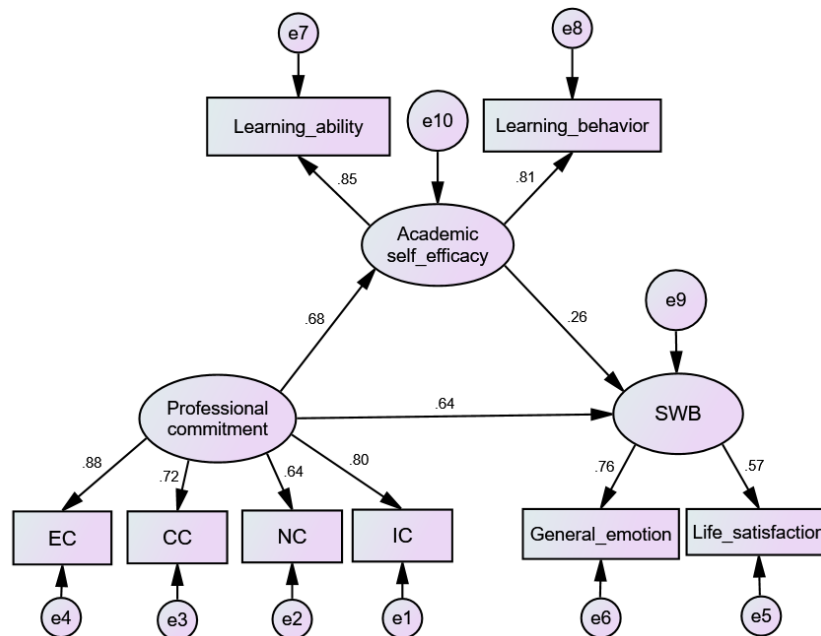 e7
e8
Learning_ability
e10
Learning_behavior
.85
.81
Academic
self_efficacy
e9
.68
.26
Professional
commitment
.64
SWB
.88
.72
.64
.80
.76
.57
EC
CC
NC
IC
General_emotion
Life_satisfaction
e4
e3
e2
e1
e6
e5